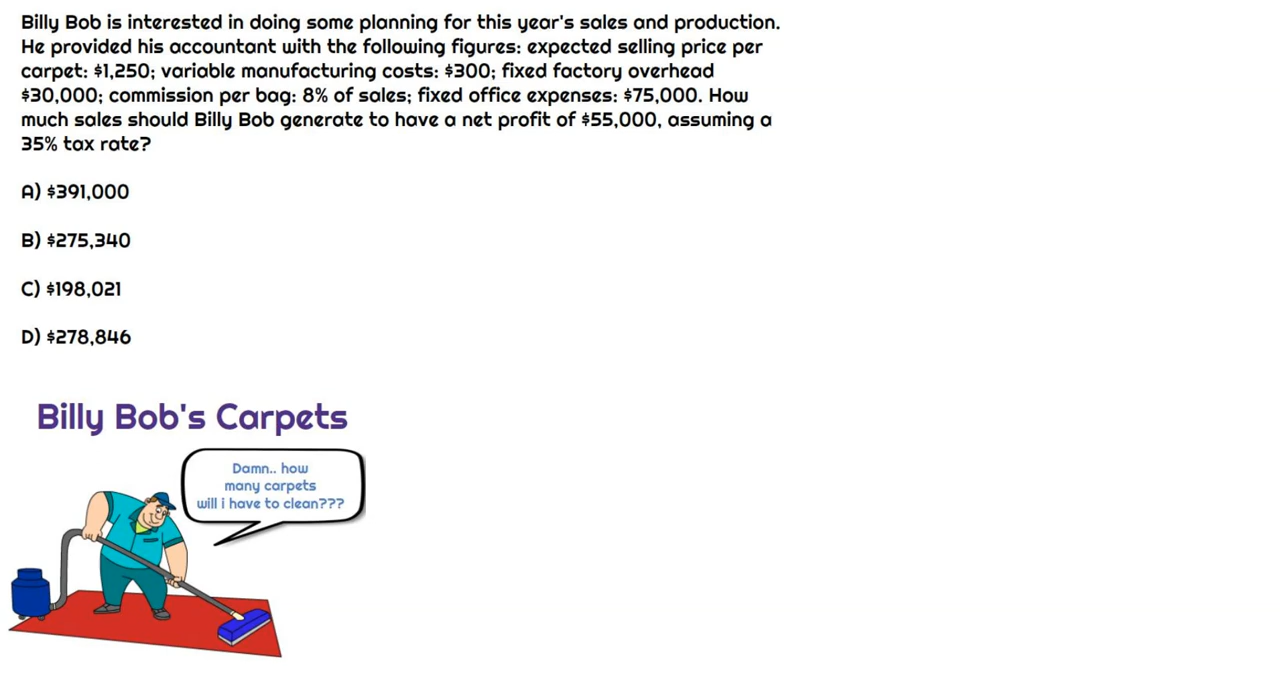 Billy Bob is interested in doing some planning for this year's sales and production.
He provided his accountant with the following figures: expected selling price per
carpet: $1,250; variable manufacturing costs: $300; fixed factory overhead
$30,000; commission per bag: 8% of sales; fixed office expenses: $75,000. How
much sales should Billy Bob generate to have a net profit of $55,000, assuming a
35% tax rate?
A) $391,000
B) $275,340
C) $198,021
D) $278,846
Billy Bob's Carpets
Damn.. how
many carpets
will i have to clean???